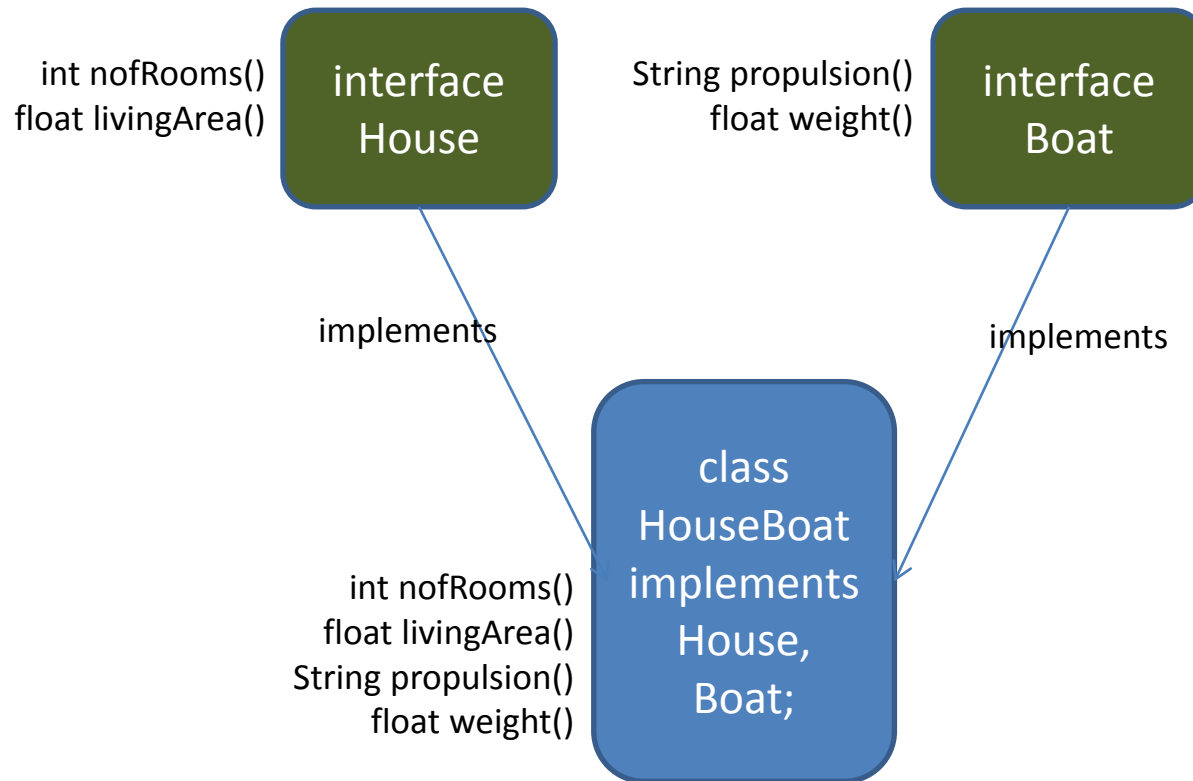 int nofRooms()
float livingArea()
interface
House
String propulsion()
float weight()
interface
Boat
implements
implements
int nofRooms()
float livingArea()
String propulsion()
float weight()
class
HouseBoat
implements
House,
Boat;